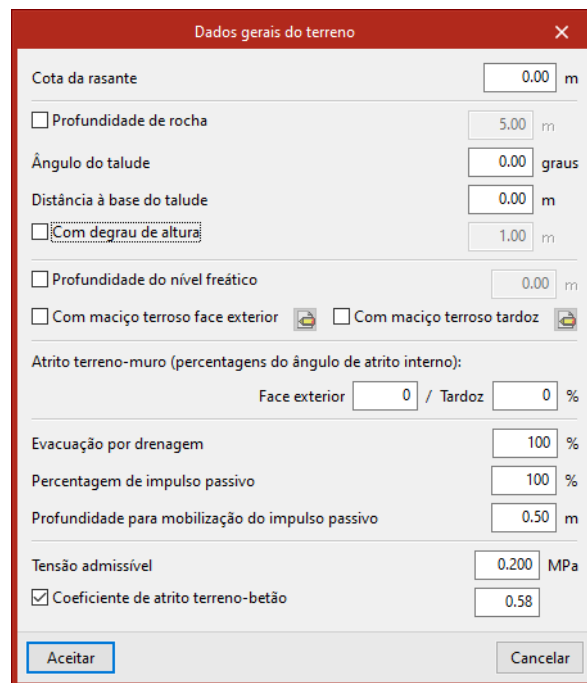 Dados gerais do terreno
Cota da rasante 0.00 m
Profundidade de rocha 5.00 m
Ângulo do talude 0.00 graus
Distância à base do talude 0.00 m
Com degrau de altura 1.00 m
Profundidade do nível freático 0.00 m
Com maciço terroso face exterior Com maciço terroso tardoz
Atrito terreno-muro (percentagens do ângulo de atrito interno):
Face exterior 0 / Tardoz 0 %
Evacuação por drenagem 100 %
Percentagem de impulso passivo 100 %
Profundidade para mobilização do impulso passivo 0.50 m
Tensão admissível 0.200 MPa
Coeficiente de atrito terreno-betão 0.58
Aceitar Cancelar